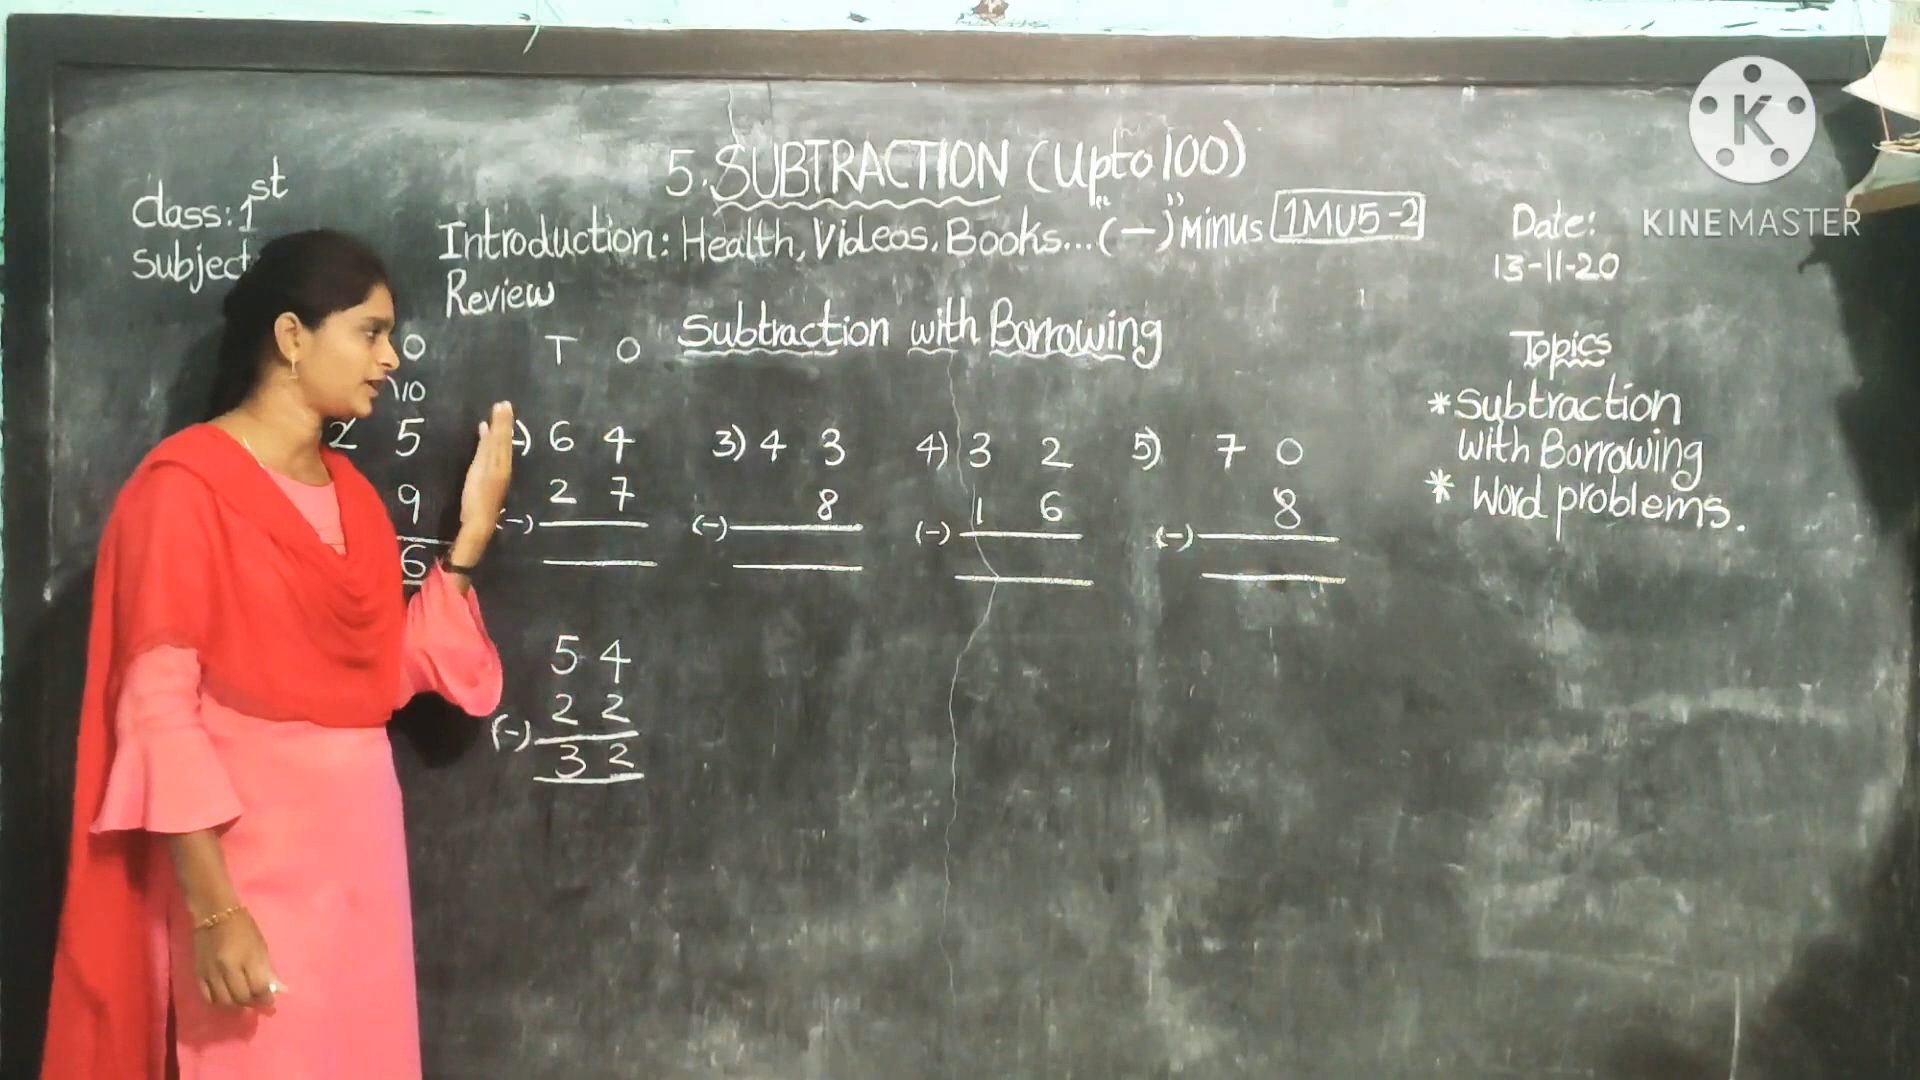 5. SUBTRACTION (Upto 100)
Class: 1st
Subject
Introduction: Health, Videos, Books... "(-)" Minus 1MU5-2
Review
Date:
13-11-20
Subtraction with Borrowing
Topics
* Subtraction
with Borrowing
* Word problems.
O
10
2 5
9
6
T O
) 6 4
2 7
(-)
3) 4 3
8
(-)
4) 3 2
1 6
(-)
5) 7 0
8
(-)
5 4
2 2
(-)
3 2
K
KINEMASTER